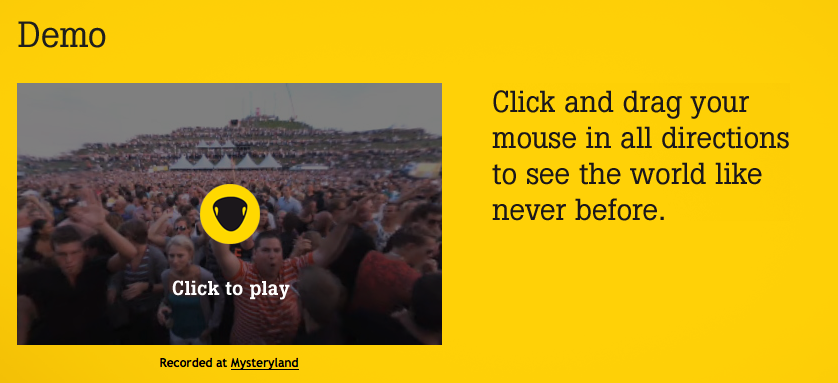 Demo
Click to play
Recorded at Mysteryland
Click and drag your
mouse in all directions
to see the world like
never before.